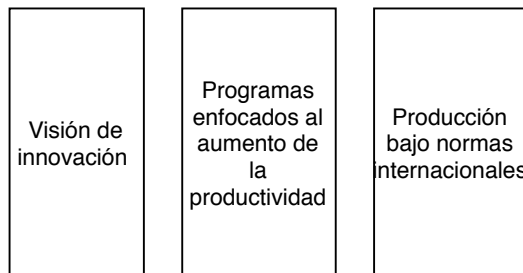 Visión de
innovación
Programas
enfocados al
aumento de
la
productividad
Producción
bajo normas
internacionales